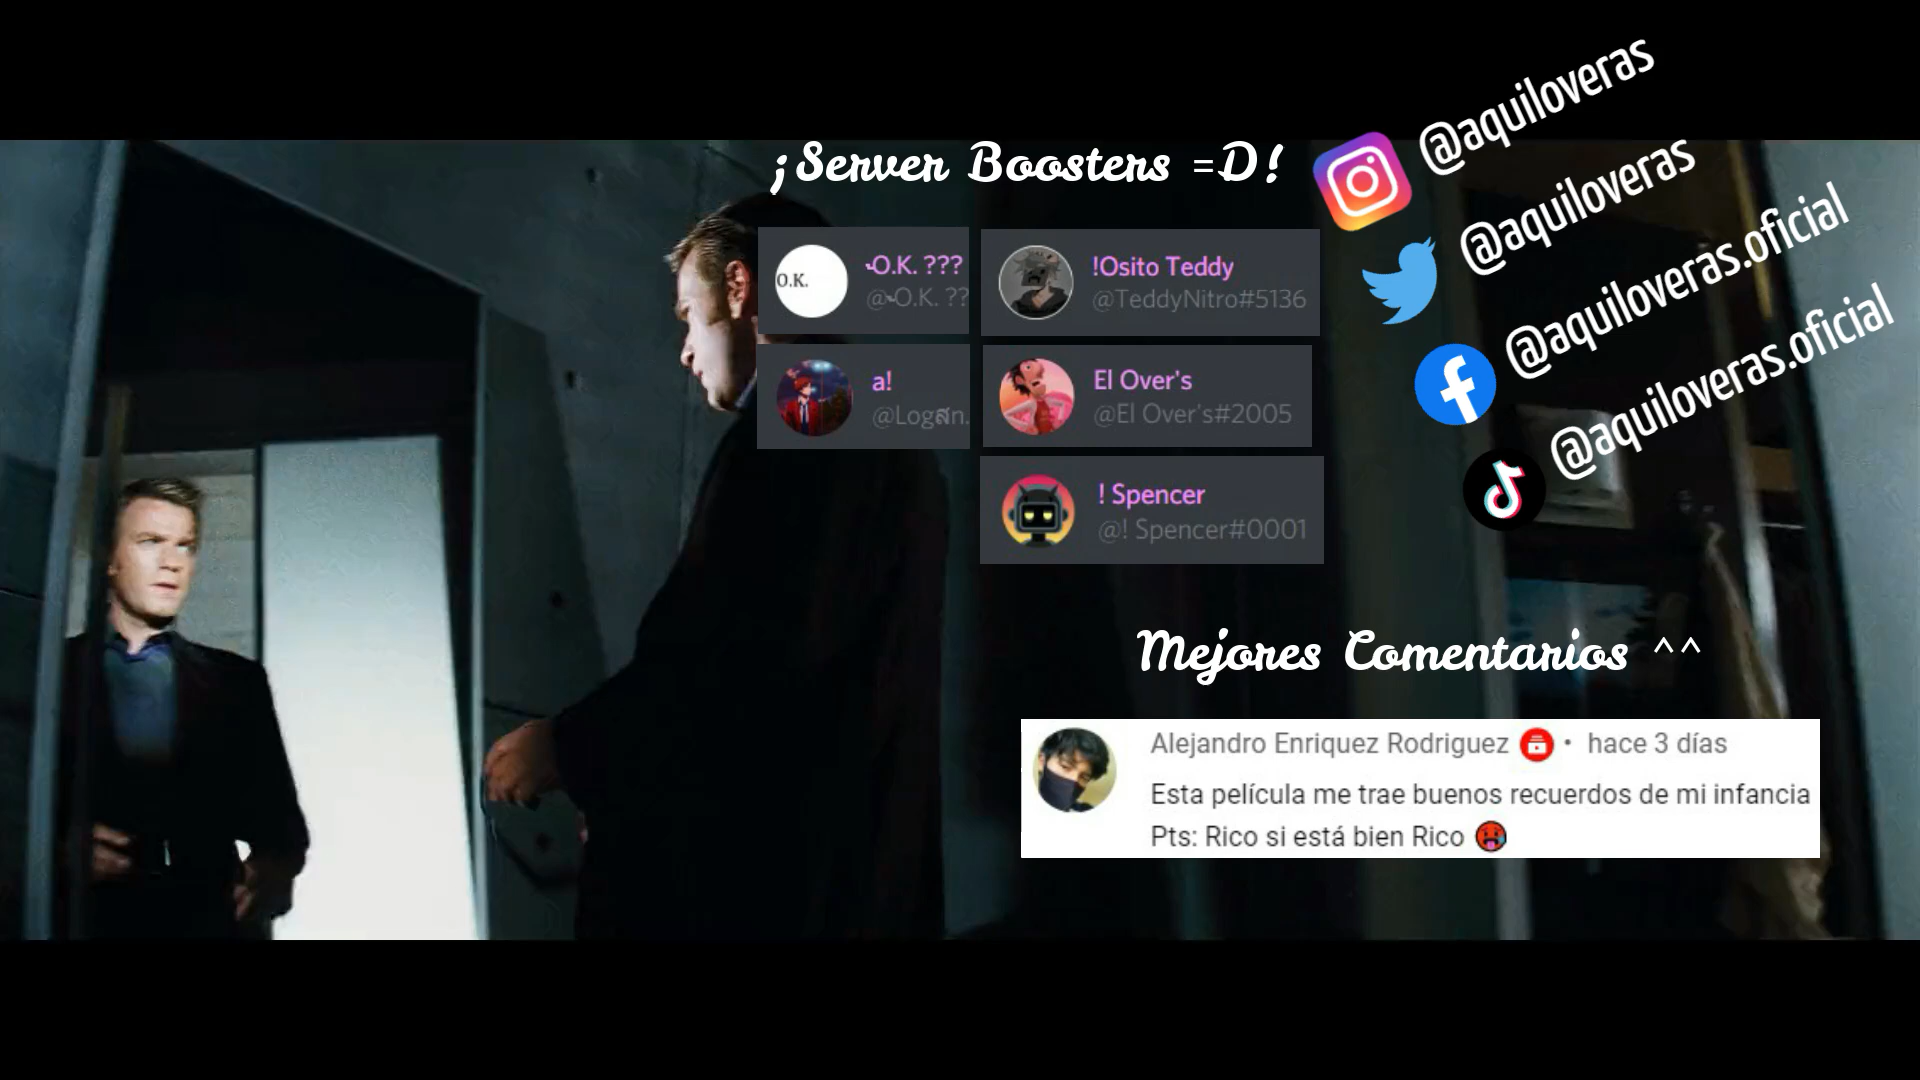 ¡Server Boosters =D!
O.K.
O.K. ???
@ O.K. ??
!Osito Teddy
@TeddyNitro#5136
a!
El Over's
@El Over's#2005
! Spencer
@! Spencer#0001
@aquiloveras
@aquiloveras
@aquiloveras.oficial
@aquiloveras.oficial
Mejores Comentarios ^^
Alejandro Enriquez Rodriguez • hace 3 días
Esta película me trae buenos recuerdos de mi infancia
Pts: Rico si está bien Rico 🥵